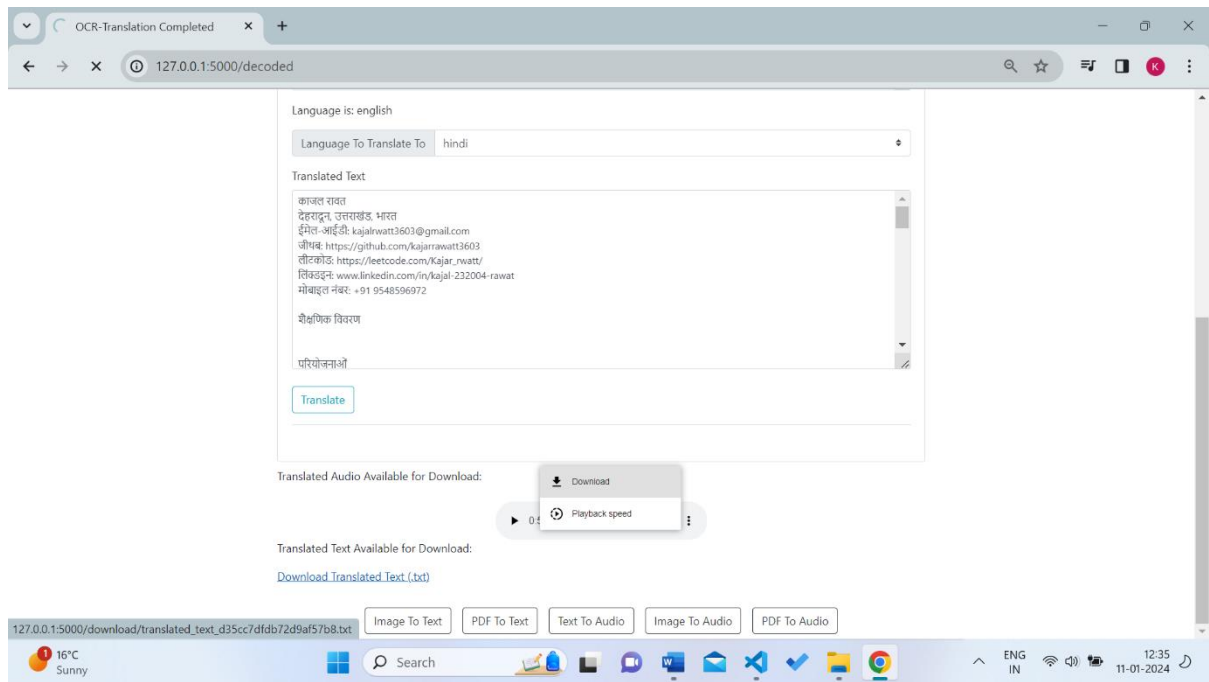 OCR-Translation Completed
127.0.0.1:5000/decoded
K
Language is: english
Language To Translate To hindi
Translated Text
काजल रावत
देहरादून, उत्तराखंड, भारत
ईमेल-आईडी: kajalrwatt3603@gmail.com
जीथब: https://github.com/kajarrawatt3603
लीटकोड: https://leetcode.com/Kajar_rwatt/
लिंक्डइन: www.linkedin.com/in/kajal-232004-rawat
मोबाइल नंबर: +91 9548596972
शैक्षणिक विवरण
परियोजनाओं
Translate
Translated Audio Available for Download:
Download
Playback speed
Translated Text Available for Download:
Download Translated Text (.txt)
Image To Text PDF To Text Text To Audio Image To Audio PDF To Audio
127.0.0.1:5000/download/translated_text_d35cc7dfdb72d9af57b8.txt
1 16°C
Sunny
Search
ENG
IN
12:35
11-01-2024